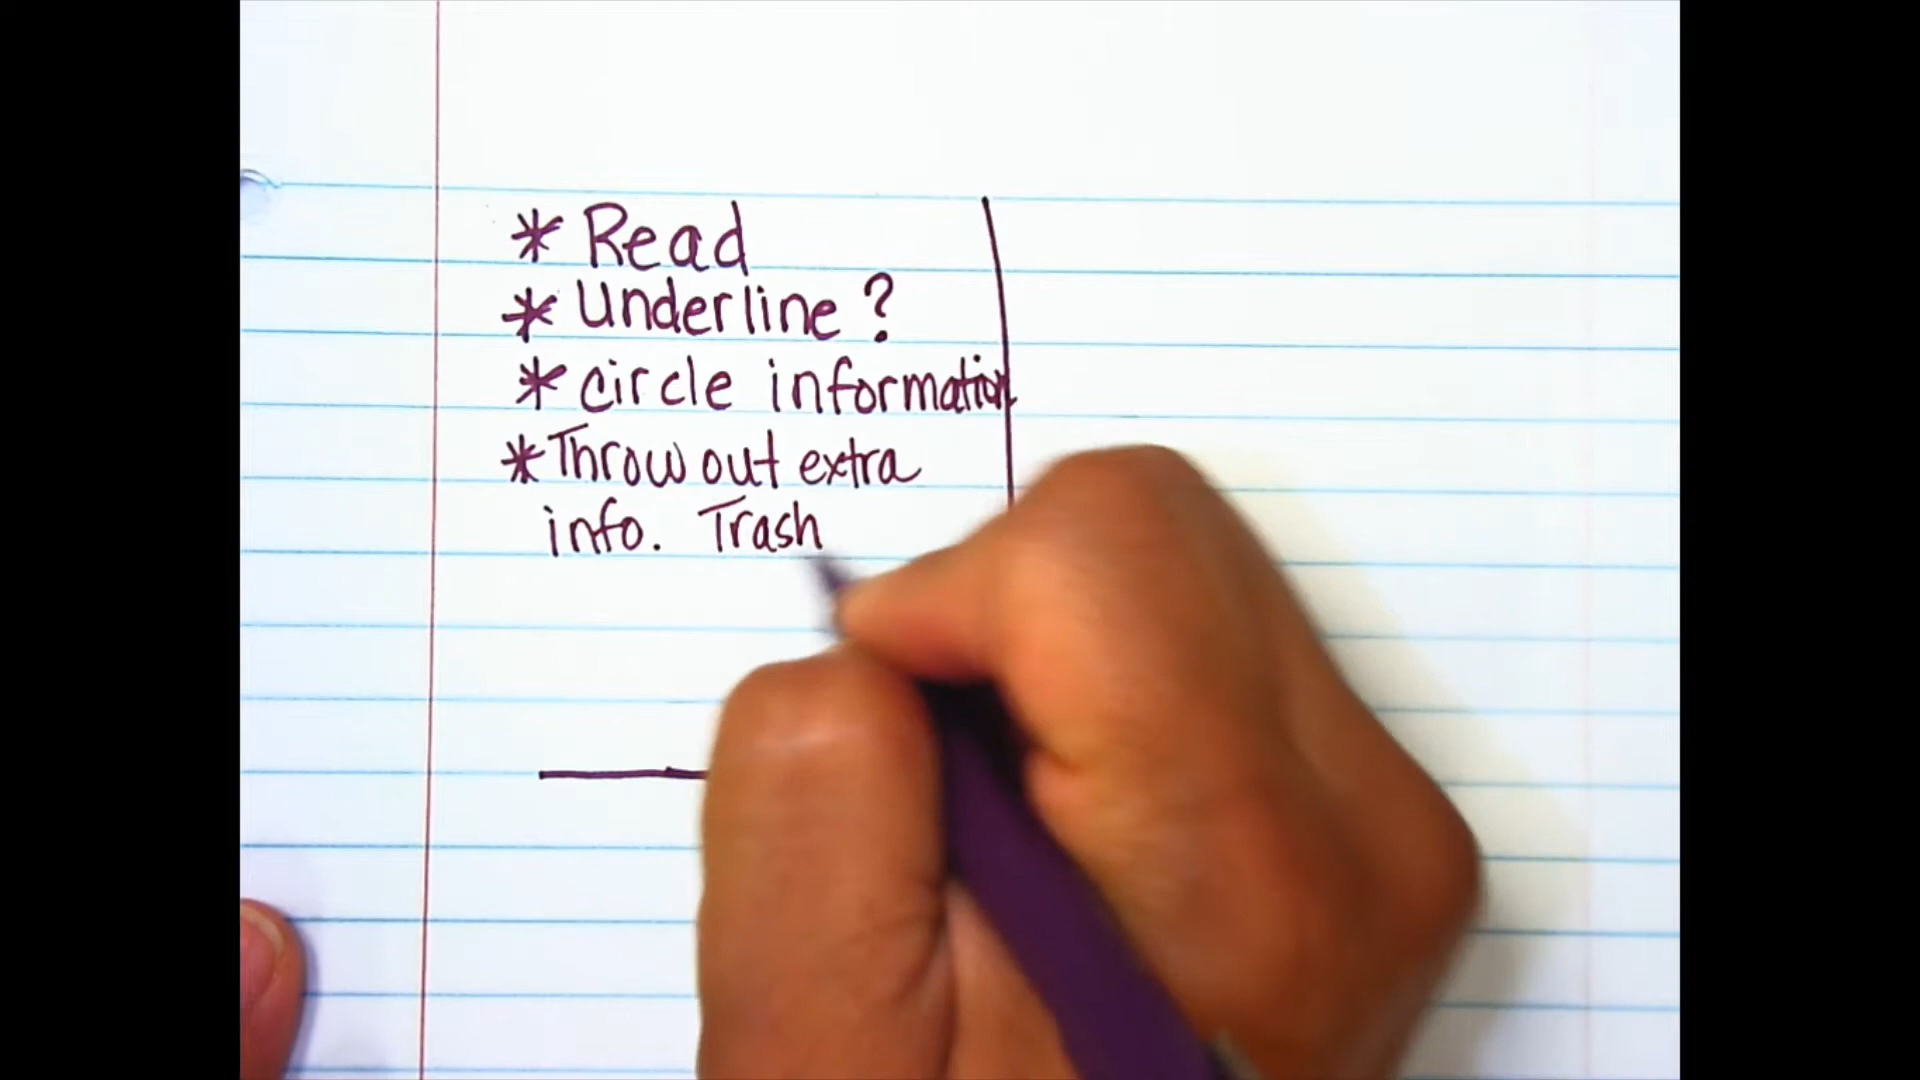 * Read
* Underline ?
* circle information
* Throw out extra
info. Trash